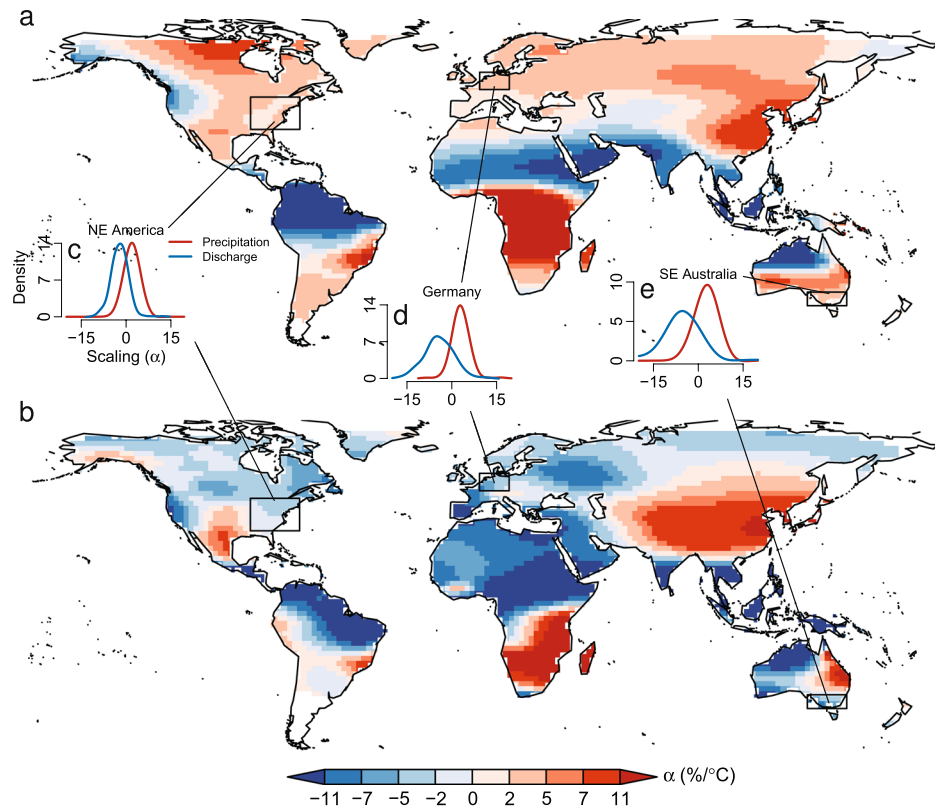 a
NE America
c
Precipitation
Discharge
Density
0 7 14
−15 0 15
Scaling (α)
Germany
d
0 7 14
−15 0 15
SE Australia
e
0 5 10
−15 0 15
b
α (%/°C)
−11 −7 −5 −2 0 2 5 7 11